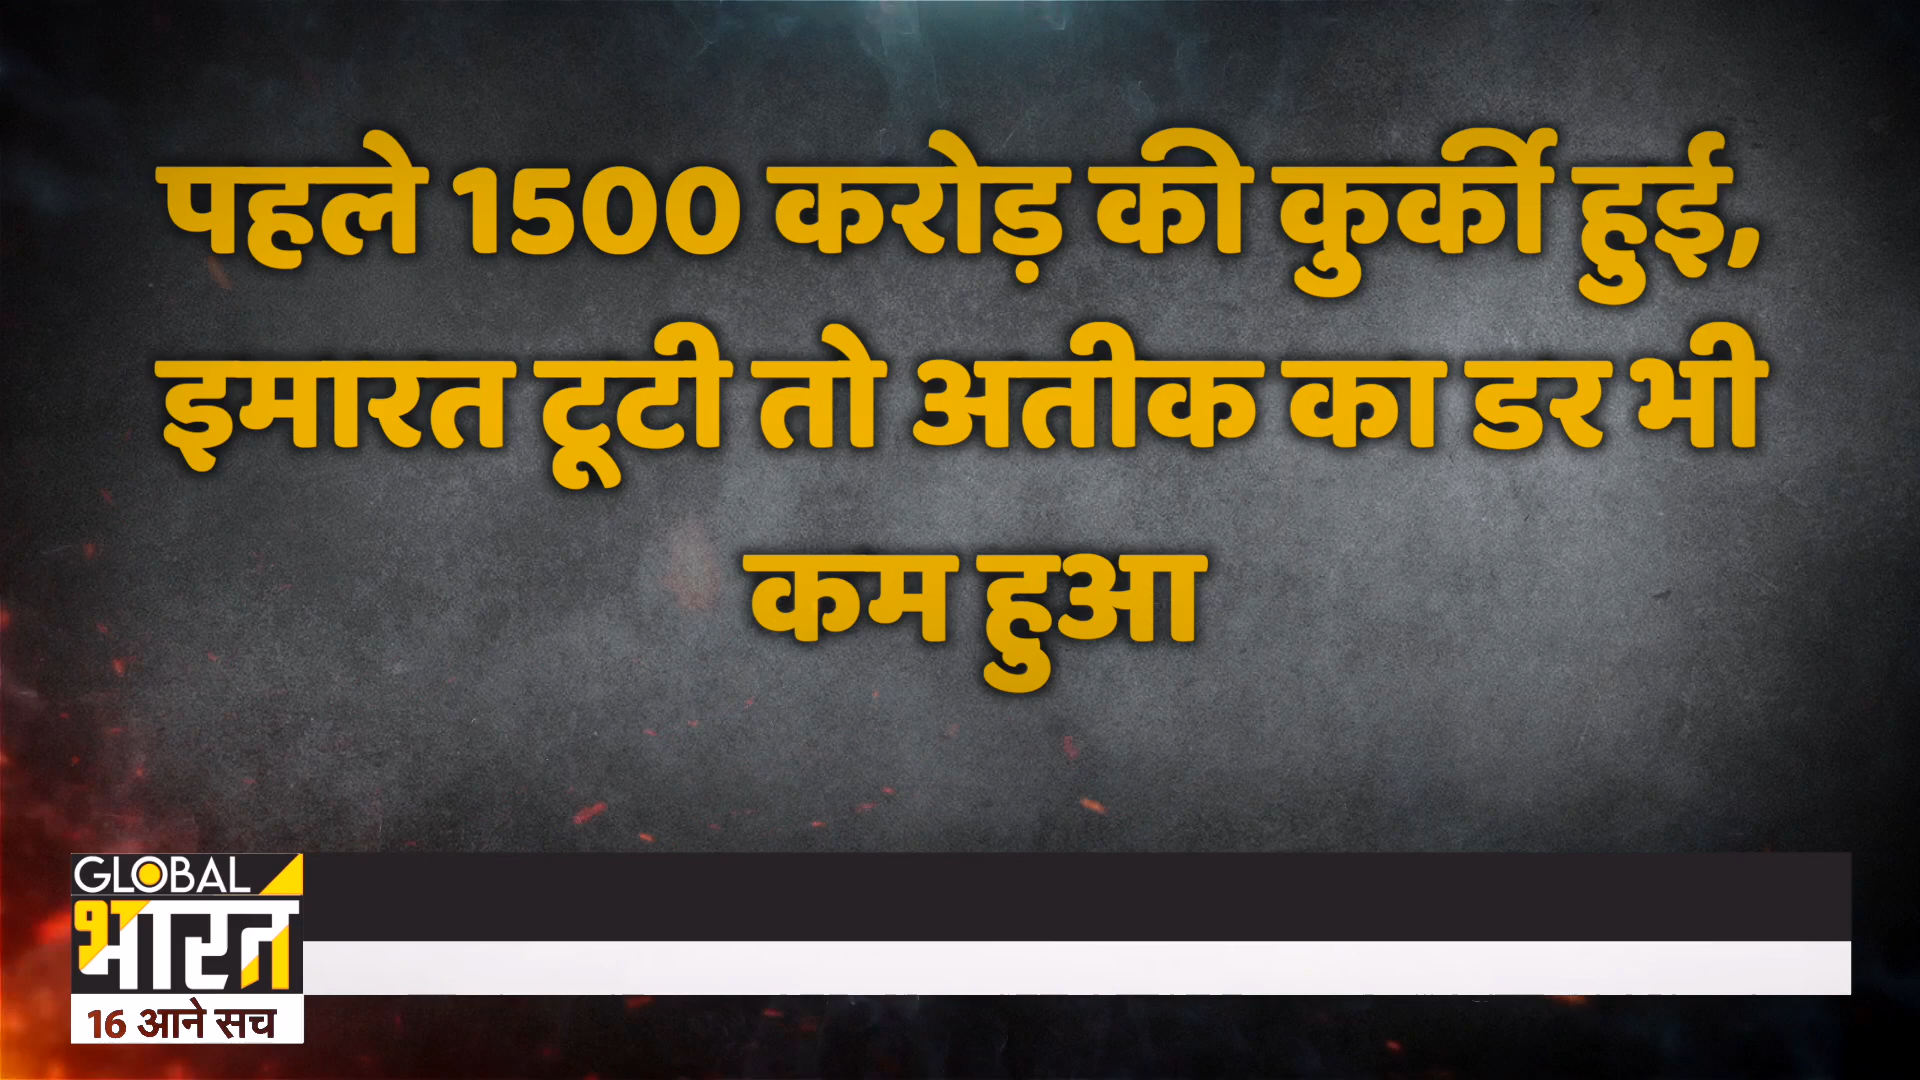 पहले 1500 करोड़ की कुर्की हुई,
इमारत टूटी तो अतीक का डर भी
कम हुआ
GLOBAL
भारत
16 आने सच